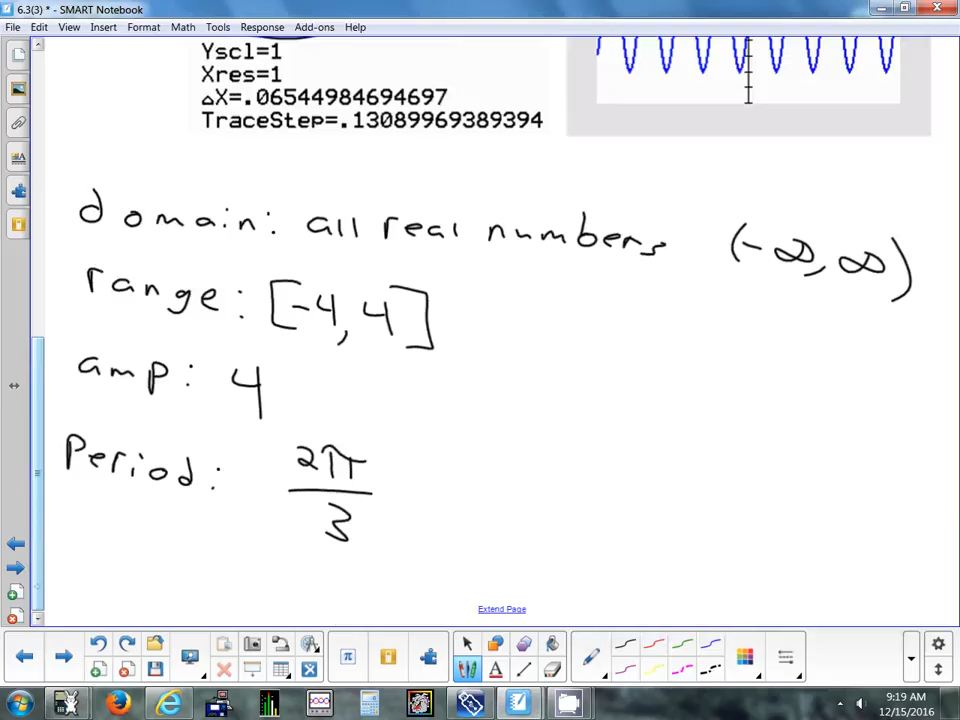 6.3(3) * - SMART Notebook
File Edit View Insert Format Math Tools Response Add-ons Help
Yscl=1
Xres=1
△X=.06544984694697
TraceStep=.13089969389394
domain: all real numbers (-∞, ∞)
range: [-4, 4]
amp: 4
Period: 2π
3
Extend Page
9:19 AM
12/15/2016